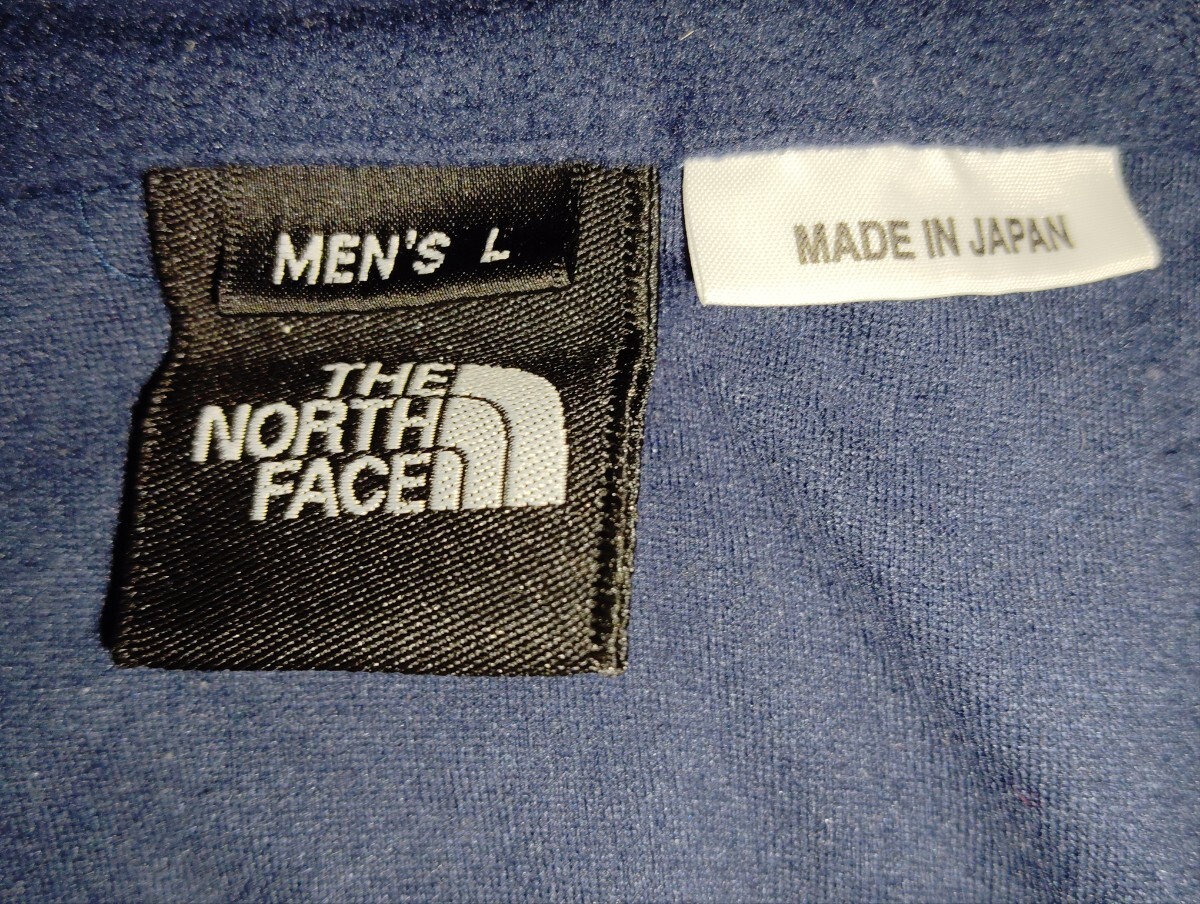 MEN'S L
THE
NORTH
FACE
MADE IN JAPAN